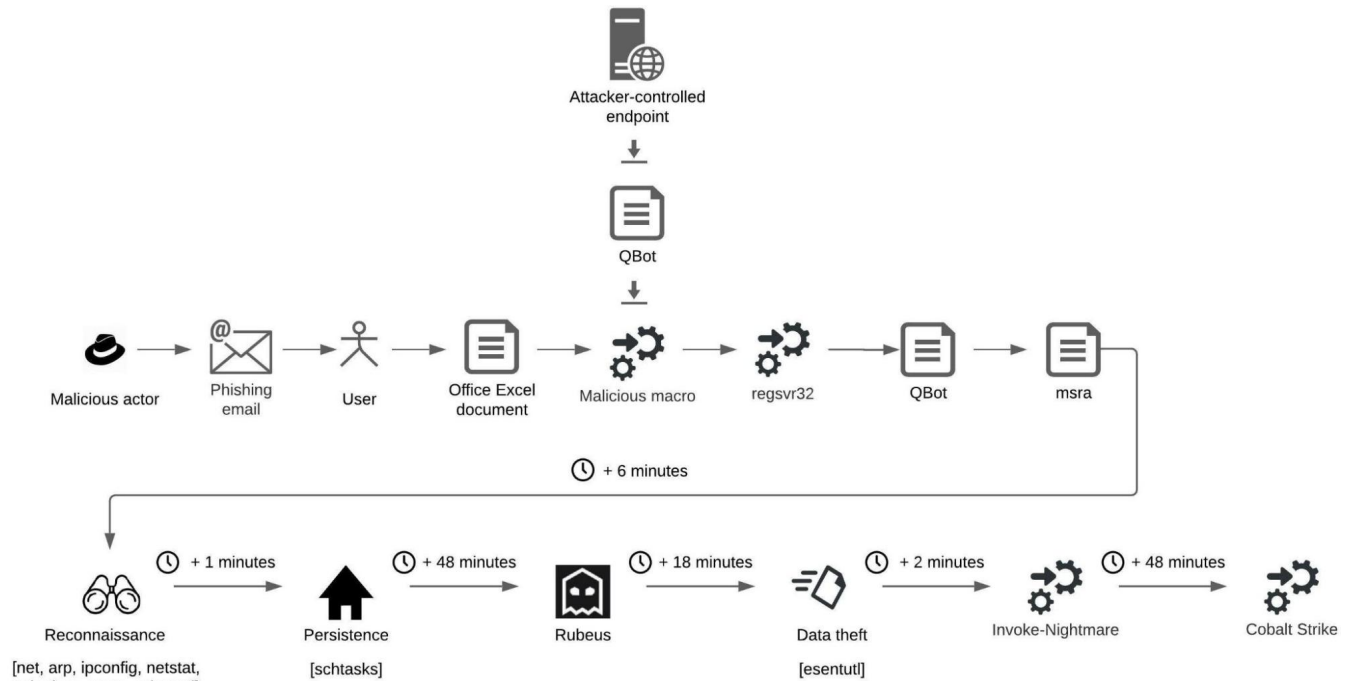 Attacker-controlled
endpoint
QBot
@
Malicious actor
Phishing
email
User
Office Excel
document
Malicious macro
regsvr32
QBot
msra
+ 6 minutes
+ 1 minutes
+ 48 minutes
+ 18 minutes
+ 2 minutes
+ 48 minutes
Reconnaissance
Persistence
Rubeus
Data theft
Invoke-Nightmare
Cobalt Strike
[net, arp, ipconfig, netstat,
[schtasks]
[esentutl]